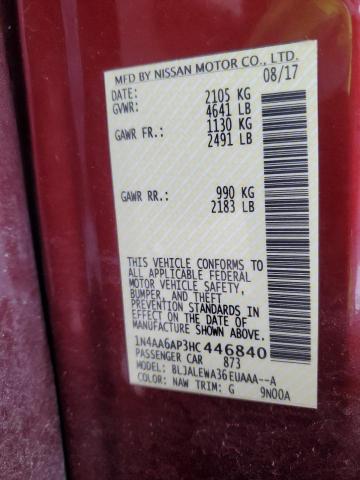 MFD BY NISSAN MOTOR CO., LTD.
DATE: 08/17
GVWR: 2105 KG
4641 LB
GAWR FR.: 1130 KG
2491 LB
GAWR RR.: 990 KG
2183 LB
THIS VEHICLE CONFORMS TO
ALL APPLICABLE FEDERAL
MOTOR VEHICLE SAFETY,
BUMPER, AND THEFT
PREVENTION STANDARDS IN
EFFECT ON THE DATE OF
MANUFACTURE SHOWN ABOVE.
1N4AA6AP3HC446840
PASSENGER CAR 873
MODEL: BLJALEWA36EUAAA--A
COLOR: NAW TRIM: G 9N00A